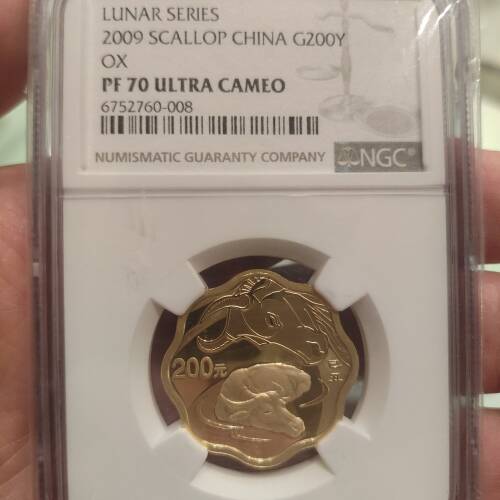 LUNAR SERIES
2009 SCALLOP CHINA G200Y
OX
PF 70 ULTRA CAMEO
6752760-008
NUMISMATIC GUARANTY COMPANY
NGC
200元